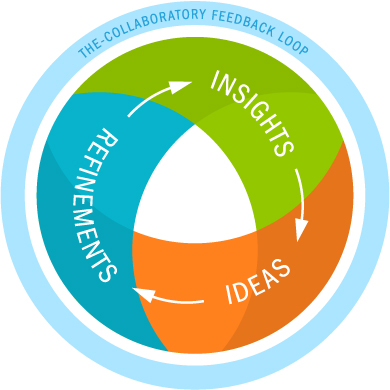 THE-COLLABORATORY FEEDBACK LOOP
INSIGHTS
IDEAS
REFINEMENTS